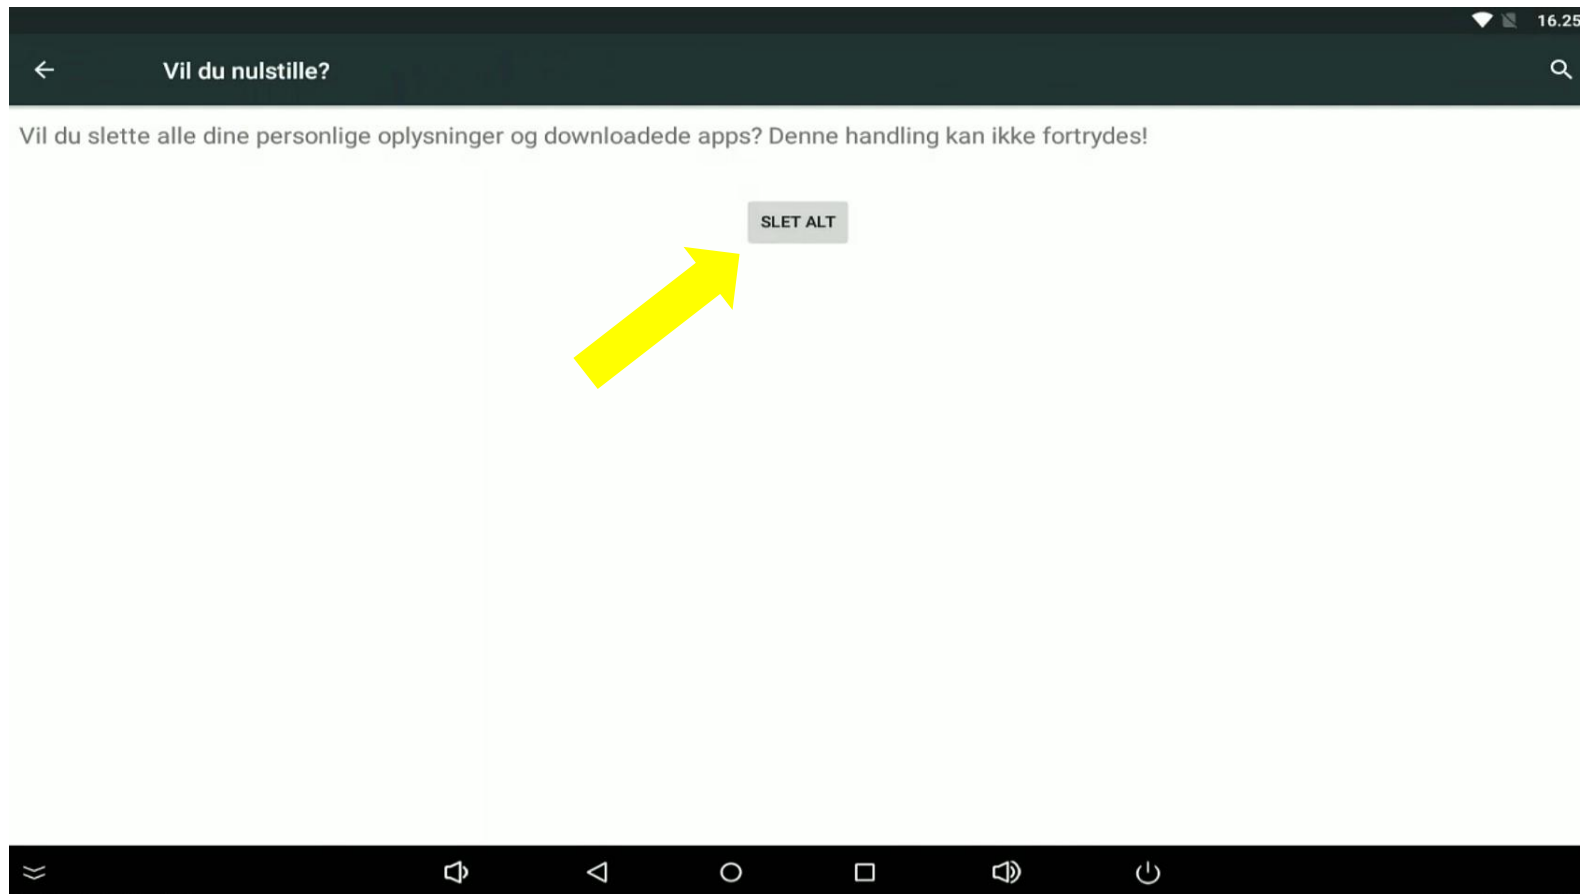 16.25
Vil du nulstille?
Vil du slette alle dine personlige oplysninger og downloadede apps? Denne handling kan ikke fortrydes!
SLET ALT